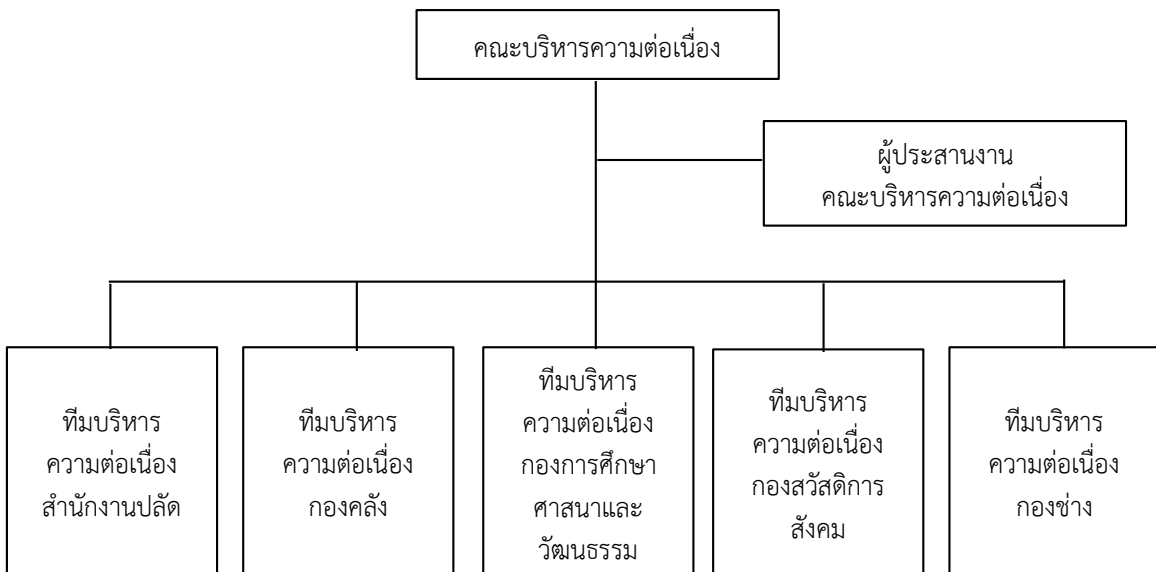 คณะบริหารความต่อเนื่อง
ผู้ประสานงาน
คณะบริหารความต่อเนื่อง
ทีมบริหาร
ความต่อเนื่อง
สำนักงานปลัด
ทีมบริหาร
ความต่อเนื่อง
กองคลัง
ทีมบริหาร
ความต่อเนื่อง
กองการศึกษา
ศาสนาและ
วัฒนธรรม
ทีมบริหาร
ความต่อเนื่อง
กองสวัสดิการ
สังคม
ทีมบริหาร
ความต่อเนื่อง
กองช่าง